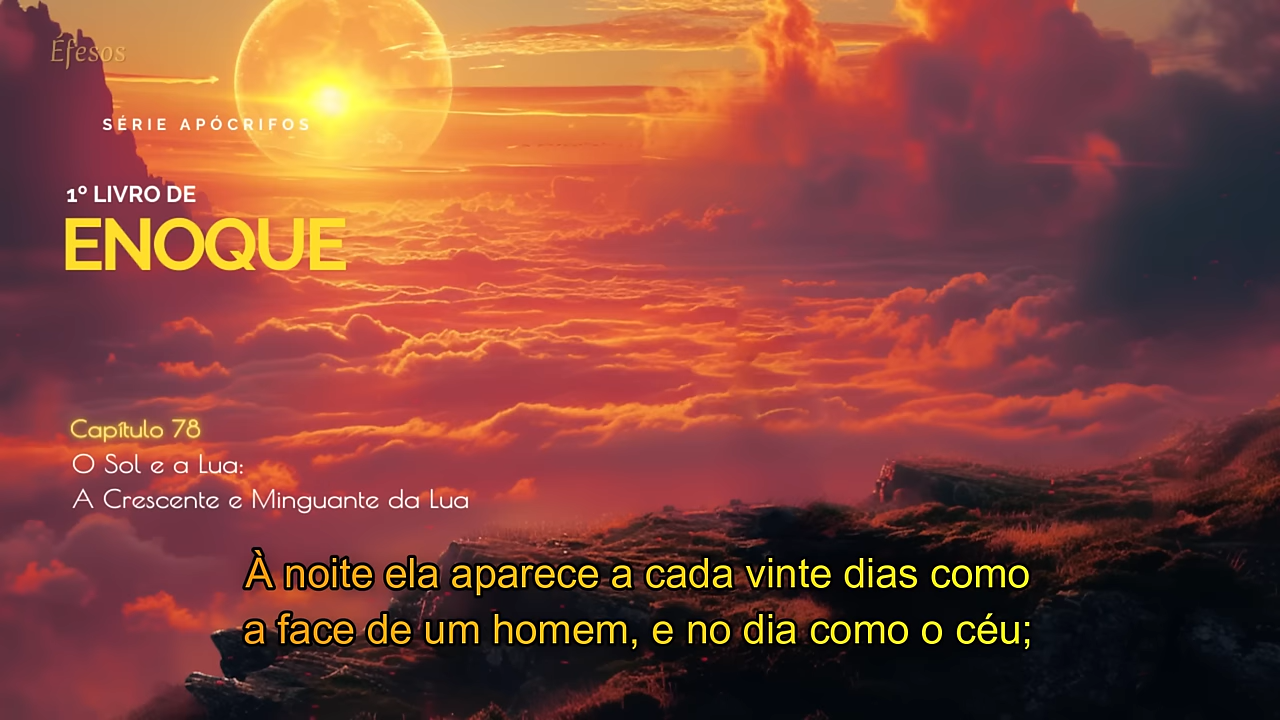 Éfesos
SÉRIE APÓCRIFOS
1º LIVRO DE
ENOQUE
Capítulo 78
O Sol e a Lua:
A Crescente e Minguante da Lua
À noite ela aparece a cada vinte dias como
a face de um homem, e no dia como o céu;